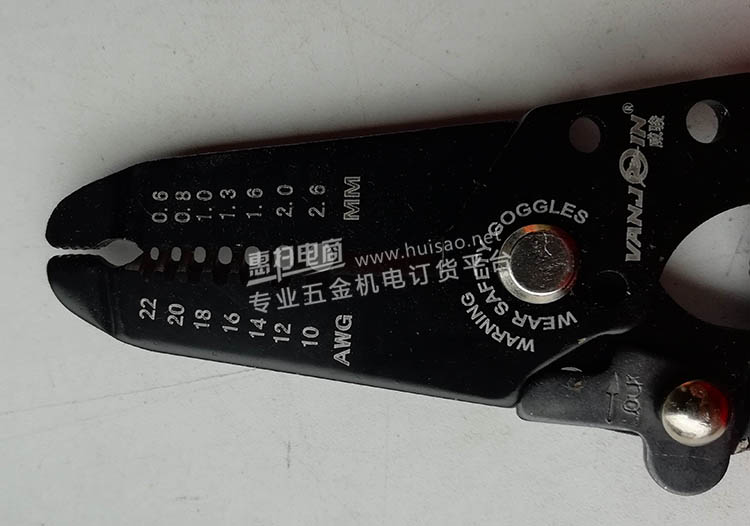 0.6 0.8 1.0 1.3 1.6 2.0 2.6 MM
22 20 18 16 14 12 10 AWG
WARNING
WEAR SAFETY GOGGLES
VANJOIN®
威骏
LOCK
惠扫电商 www.huisao.net
专业五金机电订货平台